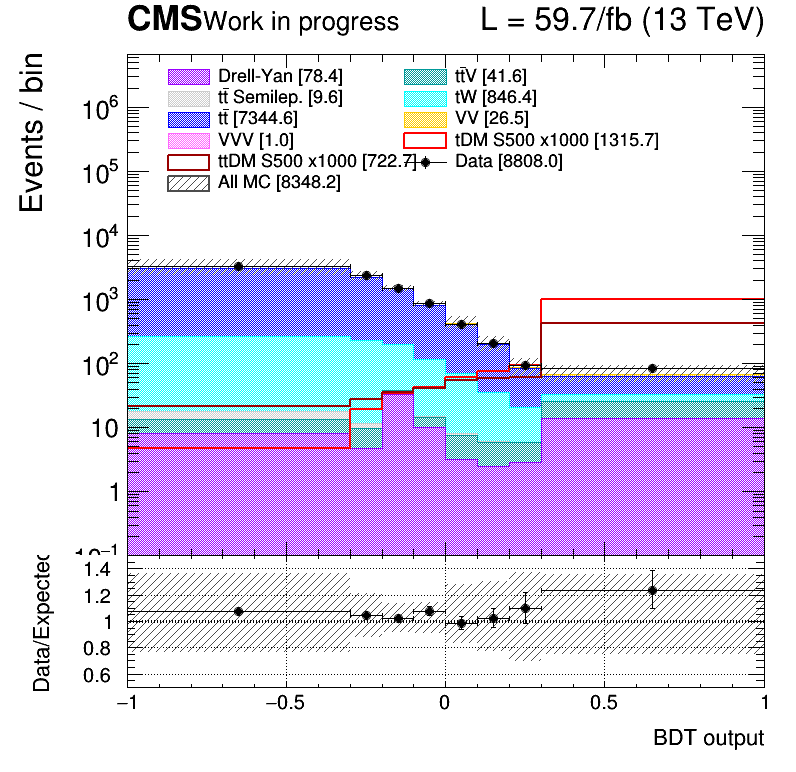 CMS Work in progress L = 59.7/fb (13 TeV)
Events / bin
Drell-Yan [78.4] tt̄V [41.6]
tt̄ Semilep. [9.6] tW [846.4]
tt̄ [7344.6] VV [26.5]
VVV [1.0] tDM S500 x1000 [1315.7]
ttDM S500 x1000 [722.7] Data [8808.0]
All MC [8348.2]
10⁶
10⁵
10⁴
10³
10²
10
1
10⁻¹
Data/Expected
1.4
1.2
1
0.8
0.6
−1 −0.5 0 0.5 1
BDT output